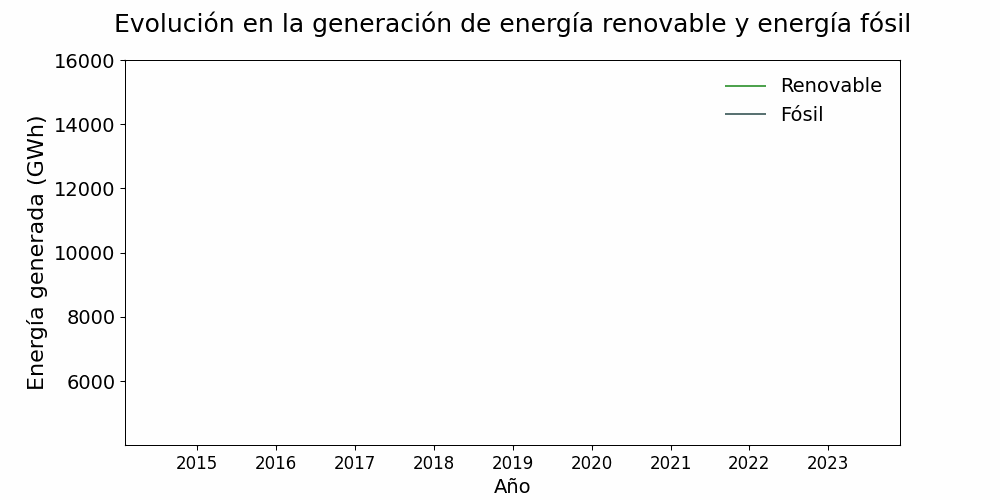 Evolución en la generación de energía renovable y energía fósil
Energía generada (GWh)
16000
14000
12000
10000
8000
6000
Renovable
Fósil
2015 2016 2017 2018 2019 2020 2021 2022 2023
Año